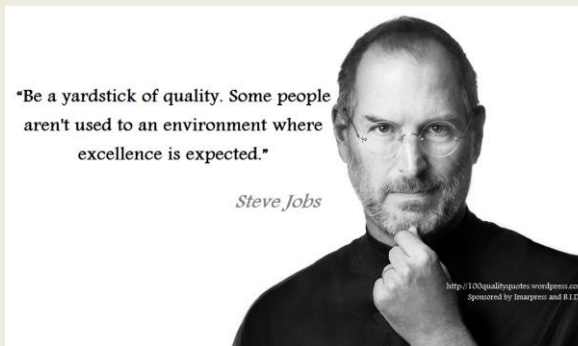 “Be a yardstick of quality. Some people
aren't used to an environment where
excellence is expected.”
Steve Jobs
http://100qualityquotes.wordpress.com
Sponsored by Imarpress and B.I.D